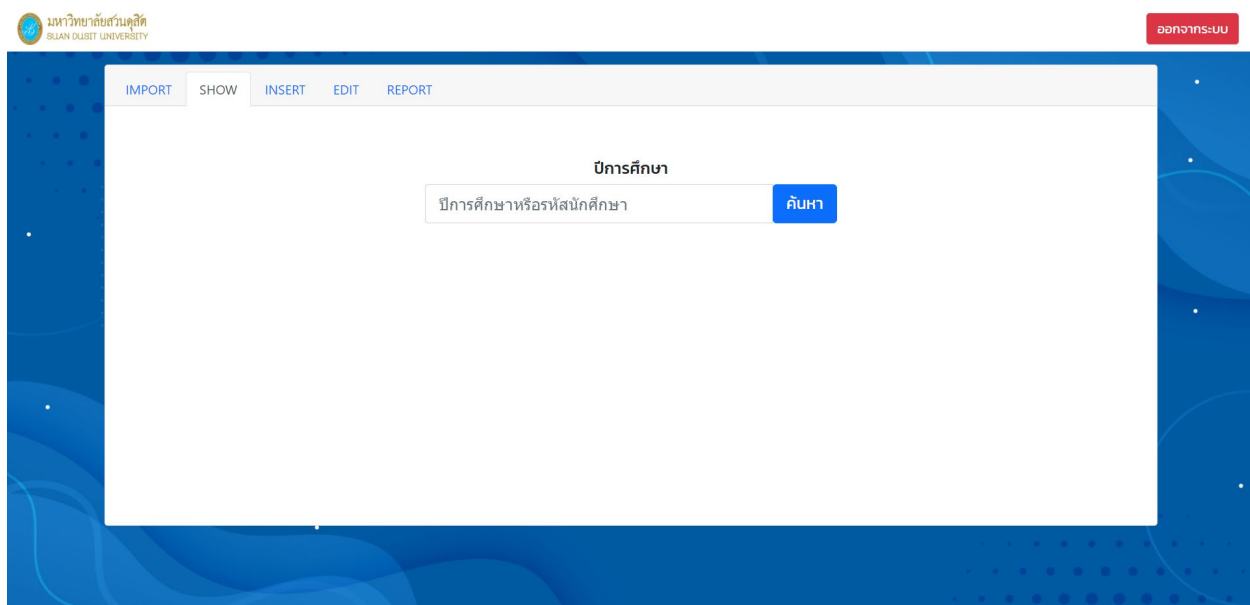 มหาวิทยาลัยสวนดุสิต
SUAN DUSIT UNIVERSITY
ออกจากระบบ
IMPORT SHOW INSERT EDIT REPORT
ปีการศึกษา
ปีการศึกษาหรือรหัสนักศึกษา ค้นหา